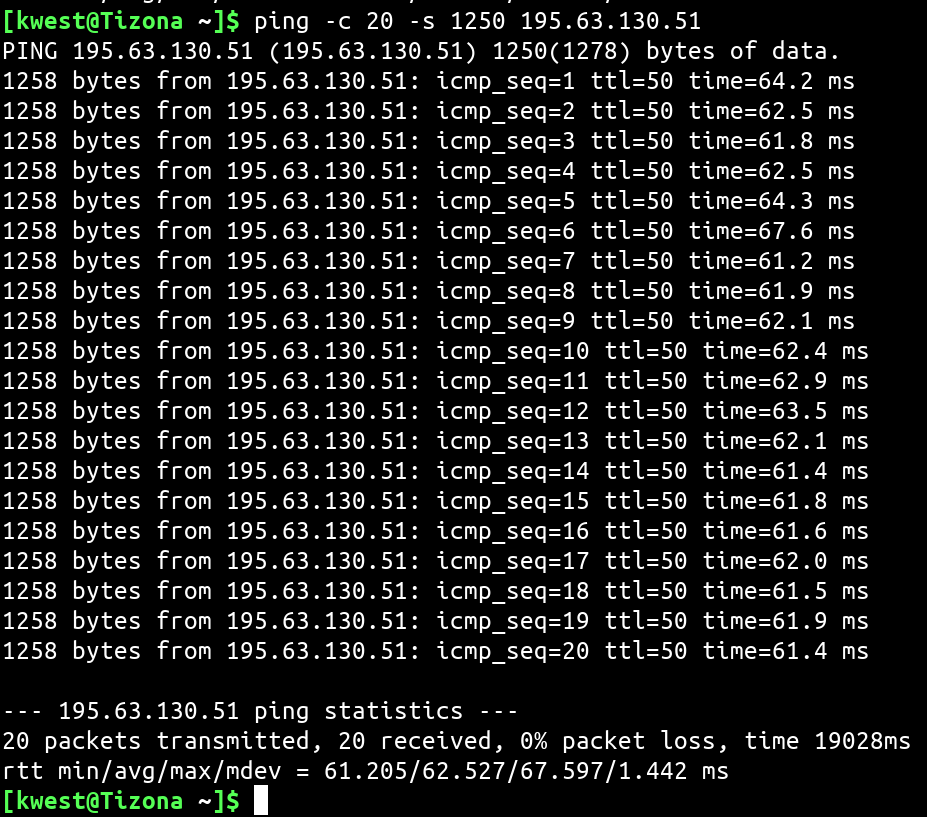 [kwest@Tizona ~]$ ping -c 20 -s 1250 195.63.130.51
PING 195.63.130.51 (195.63.130.51) 1250(1278) bytes of data.
1258 bytes from 195.63.130.51: icmp_seq=1 ttl=50 time=64.2 ms
1258 bytes from 195.63.130.51: icmp_seq=2 ttl=50 time=62.5 ms
1258 bytes from 195.63.130.51: icmp_seq=3 ttl=50 time=61.8 ms
1258 bytes from 195.63.130.51: icmp_seq=4 ttl=50 time=62.5 ms
1258 bytes from 195.63.130.51: icmp_seq=5 ttl=50 time=64.3 ms
1258 bytes from 195.63.130.51: icmp_seq=6 ttl=50 time=67.6 ms
1258 bytes from 195.63.130.51: icmp_seq=7 ttl=50 time=61.2 ms
1258 bytes from 195.63.130.51: icmp_seq=8 ttl=50 time=61.9 ms
1258 bytes from 195.63.130.51: icmp_seq=9 ttl=50 time=62.1 ms
1258 bytes from 195.63.130.51: icmp_seq=10 ttl=50 time=62.4 ms
1258 bytes from 195.63.130.51: icmp_seq=11 ttl=50 time=62.9 ms
1258 bytes from 195.63.130.51: icmp_seq=12 ttl=50 time=63.5 ms
1258 bytes from 195.63.130.51: icmp_seq=13 ttl=50 time=62.1 ms
1258 bytes from 195.63.130.51: icmp_seq=14 ttl=50 time=61.4 ms
1258 bytes from 195.63.130.51: icmp_seq=15 ttl=50 time=61.8 ms
1258 bytes from 195.63.130.51: icmp_seq=16 ttl=50 time=61.6 ms
1258 bytes from 195.63.130.51: icmp_seq=17 ttl=50 time=62.0 ms
1258 bytes from 195.63.130.51: icmp_seq=18 ttl=50 time=61.5 ms
1258 bytes from 195.63.130.51: icmp_seq=19 ttl=50 time=61.9 ms
1258 bytes from 195.63.130.51: icmp_seq=20 ttl=50 time=61.4 ms
--- 195.63.130.51 ping statistics ---
20 packets transmitted, 20 received, 0% packet loss, time 19028ms
rtt min/avg/max/mdev = 61.205/62.527/67.597/1.442 ms
[kwest@Tizona ~]$